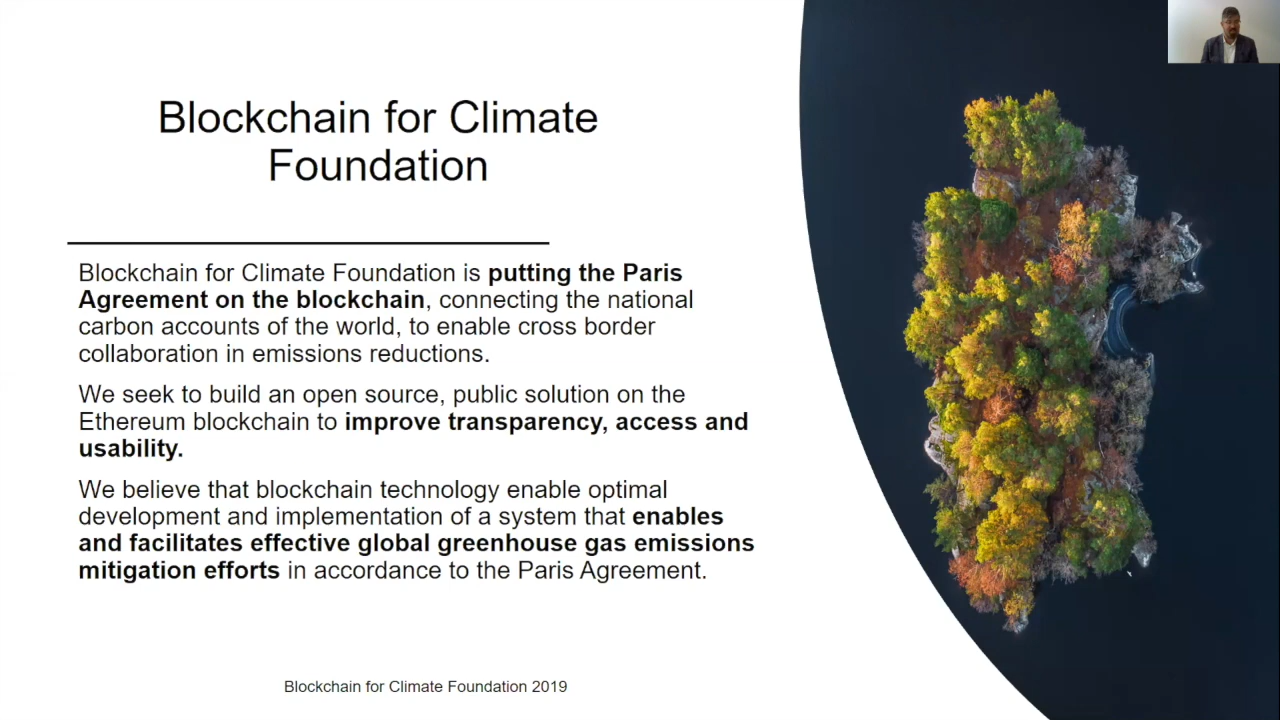 Blockchain for Climate
Foundation
Blockchain for Climate Foundation is putting the Paris
Agreement on the blockchain, connecting the national
carbon accounts of the world, to enable cross border
collaboration in emissions reductions.
We seek to build an open source, public solution on the
Ethereum blockchain to improve transparency, access and
usability.
We believe that blockchain technology enable optimal
development and implementation of a system that enables
and facilitates effective global greenhouse gas emissions
mitigation efforts in accordance to the Paris Agreement.
Blockchain for Climate Foundation 2019